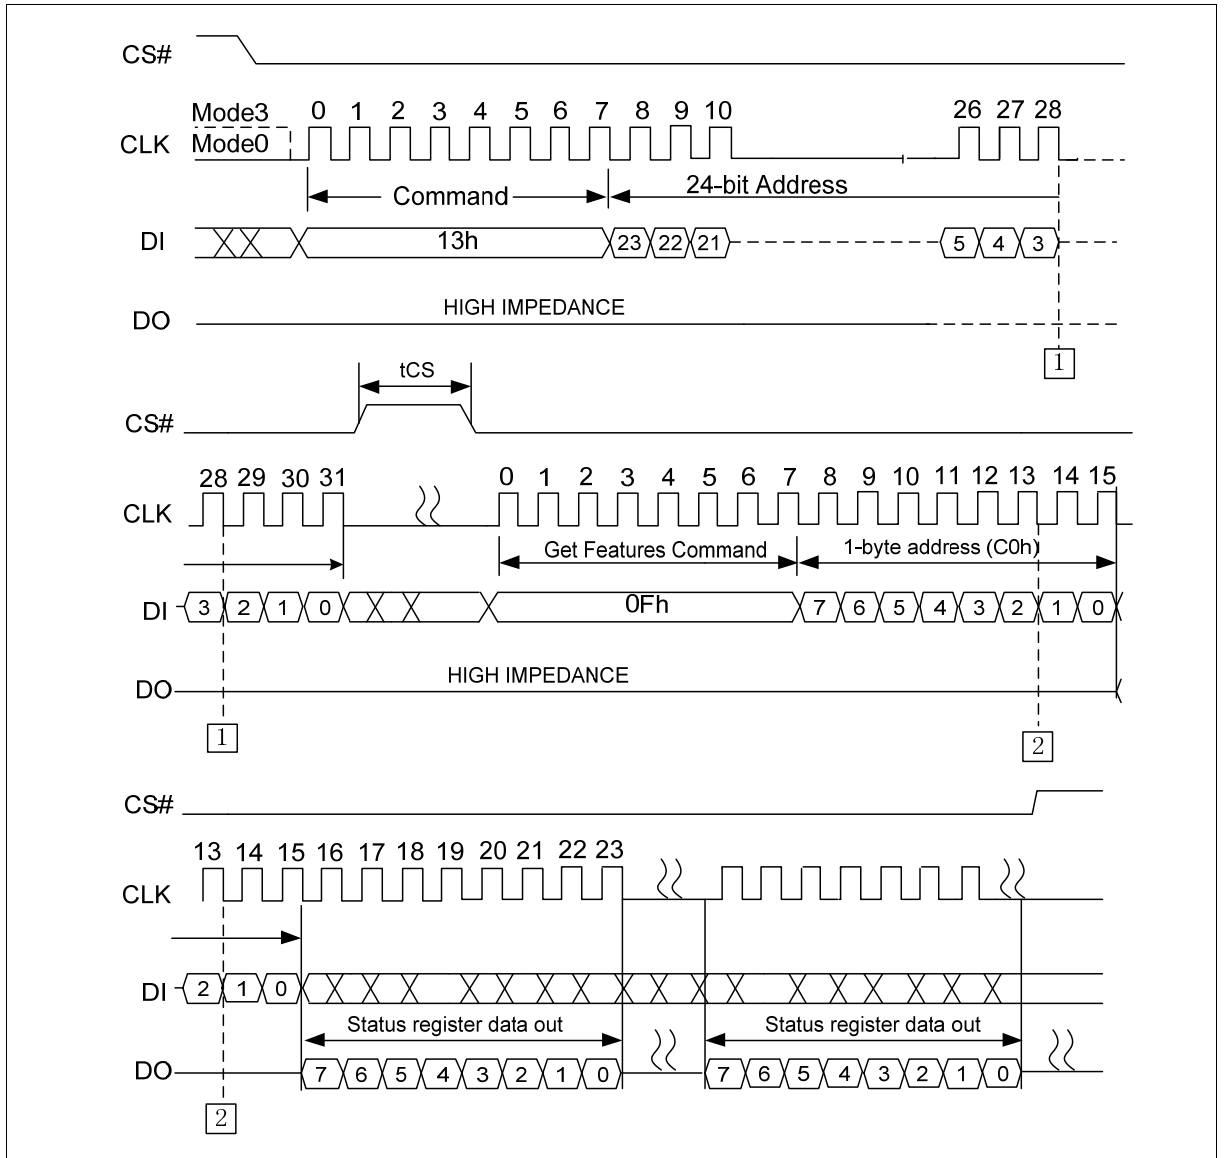 CS#
Mode3 0 1 2 3 4 5 6 7 8 9 10 26 27 28
CLK Mode0
Command 24-bit Address
DI 13h 23 22 21 5 4 3
HIGH IMPEDANCE
DO
1
tCS
CS#
28 29 30 31 0 1 2 3 4 5 6 7 8 9 10 11 12 13 14 15
CLK
Get Features Command 1-byte address (C0h)
DI 3 2 1 0 0Fh 7 6 5 4 3 2 1 0
HIGH IMPEDANCE
DO
1 2
CS#
13 14 15 16 17 18 19 20 21 22 23
CLK
DI 2 1 0
Status register data out Status register data out
DO 7 6 5 4 3 2 1 0 7 6 5 4 3 2 1 0
2